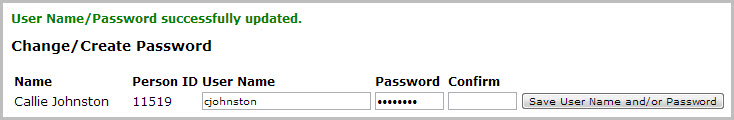 User Name/Password successfully updated.
Change/Create Password
Name Person ID User Name Password Confirm
Callie Johnston 11519 cjohnston •••••••• Save User Name and/or Password